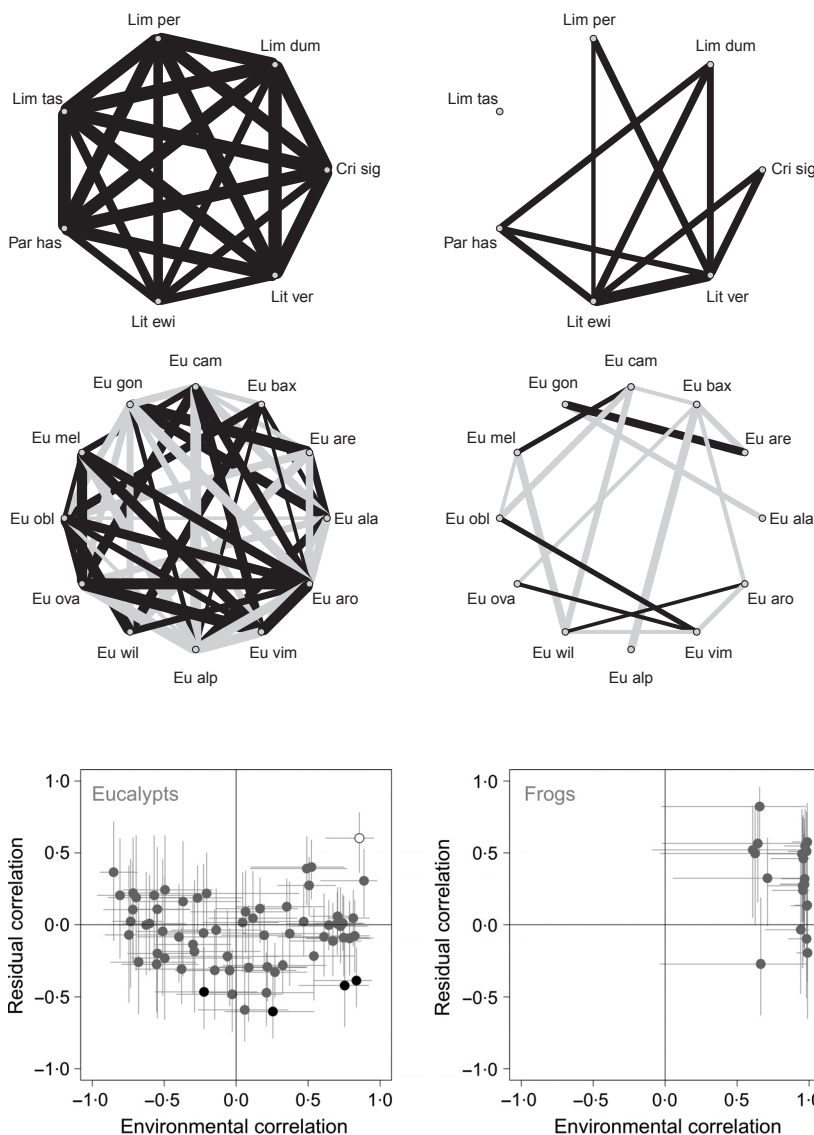 Lim per
Lim dum
Lim tas
Cri sig
Par has
Lit ewi
Lit ver
Lim per
Lim dum
Lim tas
Cri sig
Par has
Lit ewi
Lit ver
Eu cam
Eu gon
Eu bax
Eu mel
Eu are
Eu obl
Eu ala
Eu ova
Eu aro
Eu wil
Eu vim
Eu alp
Eu cam
Eu gon
Eu bax
Eu mel
Eu are
Eu obl
Eu ala
Eu ova
Eu aro
Eu wil
Eu vim
Eu alp
Eucalypts
Residual correlation
1·0
0·5
0·0
−0·5
−1·0
−1·0 −0·5 0·0 0·5 1·0
Environmental correlation
Frogs
Residual correlation
1·0
0·5
0·0
−0·5
−1·0
−1·0 −0·5 0·0 0·5 1·0
Environmental correlation